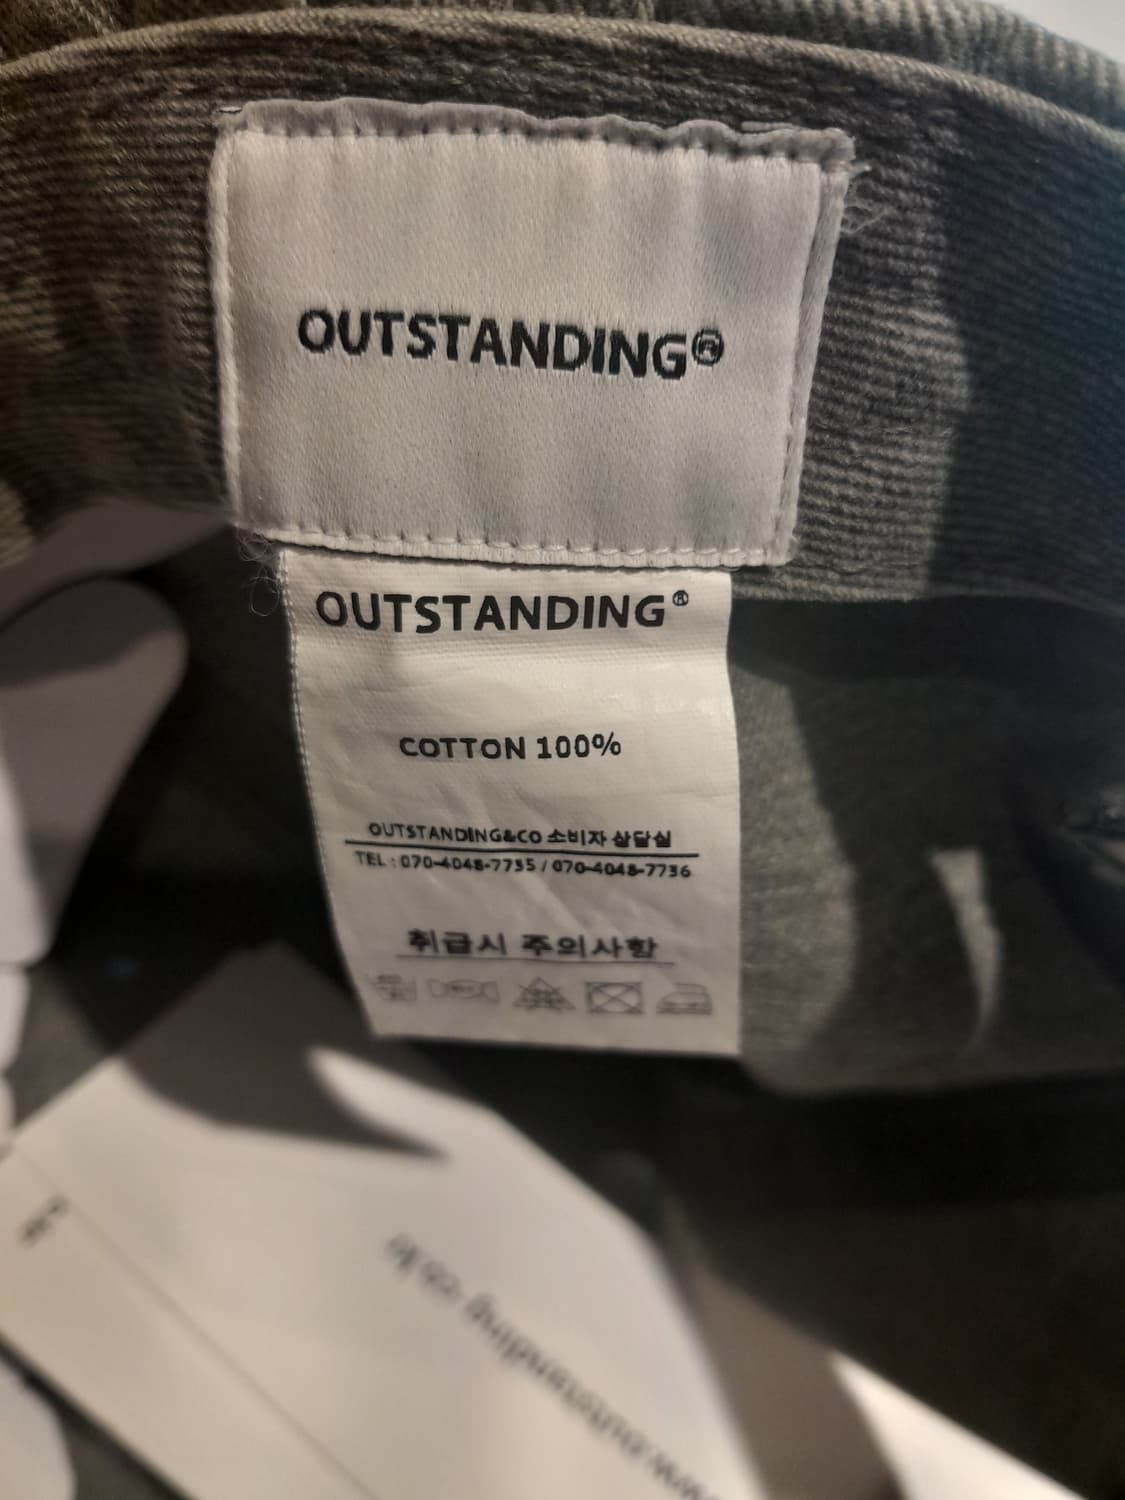 OUTSTANDING®
OUTSTANDING®
COTTON 100%
OUTSTANDING&CO 소비자 상담실
TEL : 070-4048-7735 / 070-4048-7736
취급시 주의사항